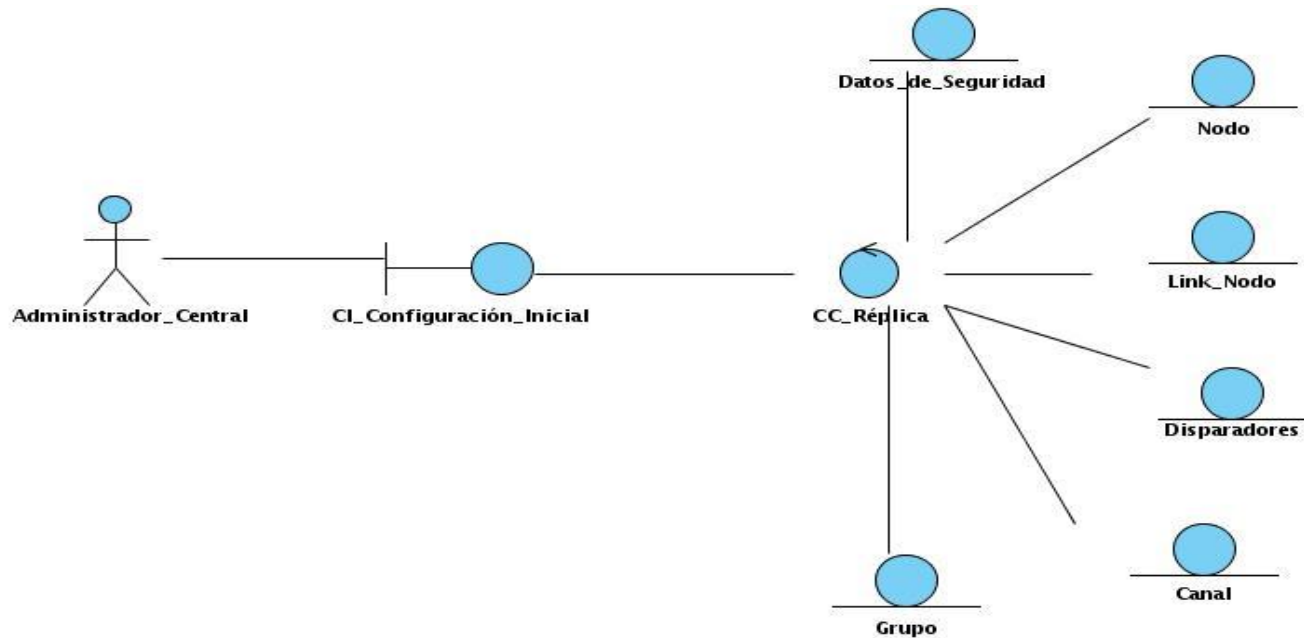 Datos_de_Seguridad
Nodo
Link_Nodo
Administrador_Central
CI_Configuración_Inicial
CC_Réplica
Disparadores
Canal
Grupo